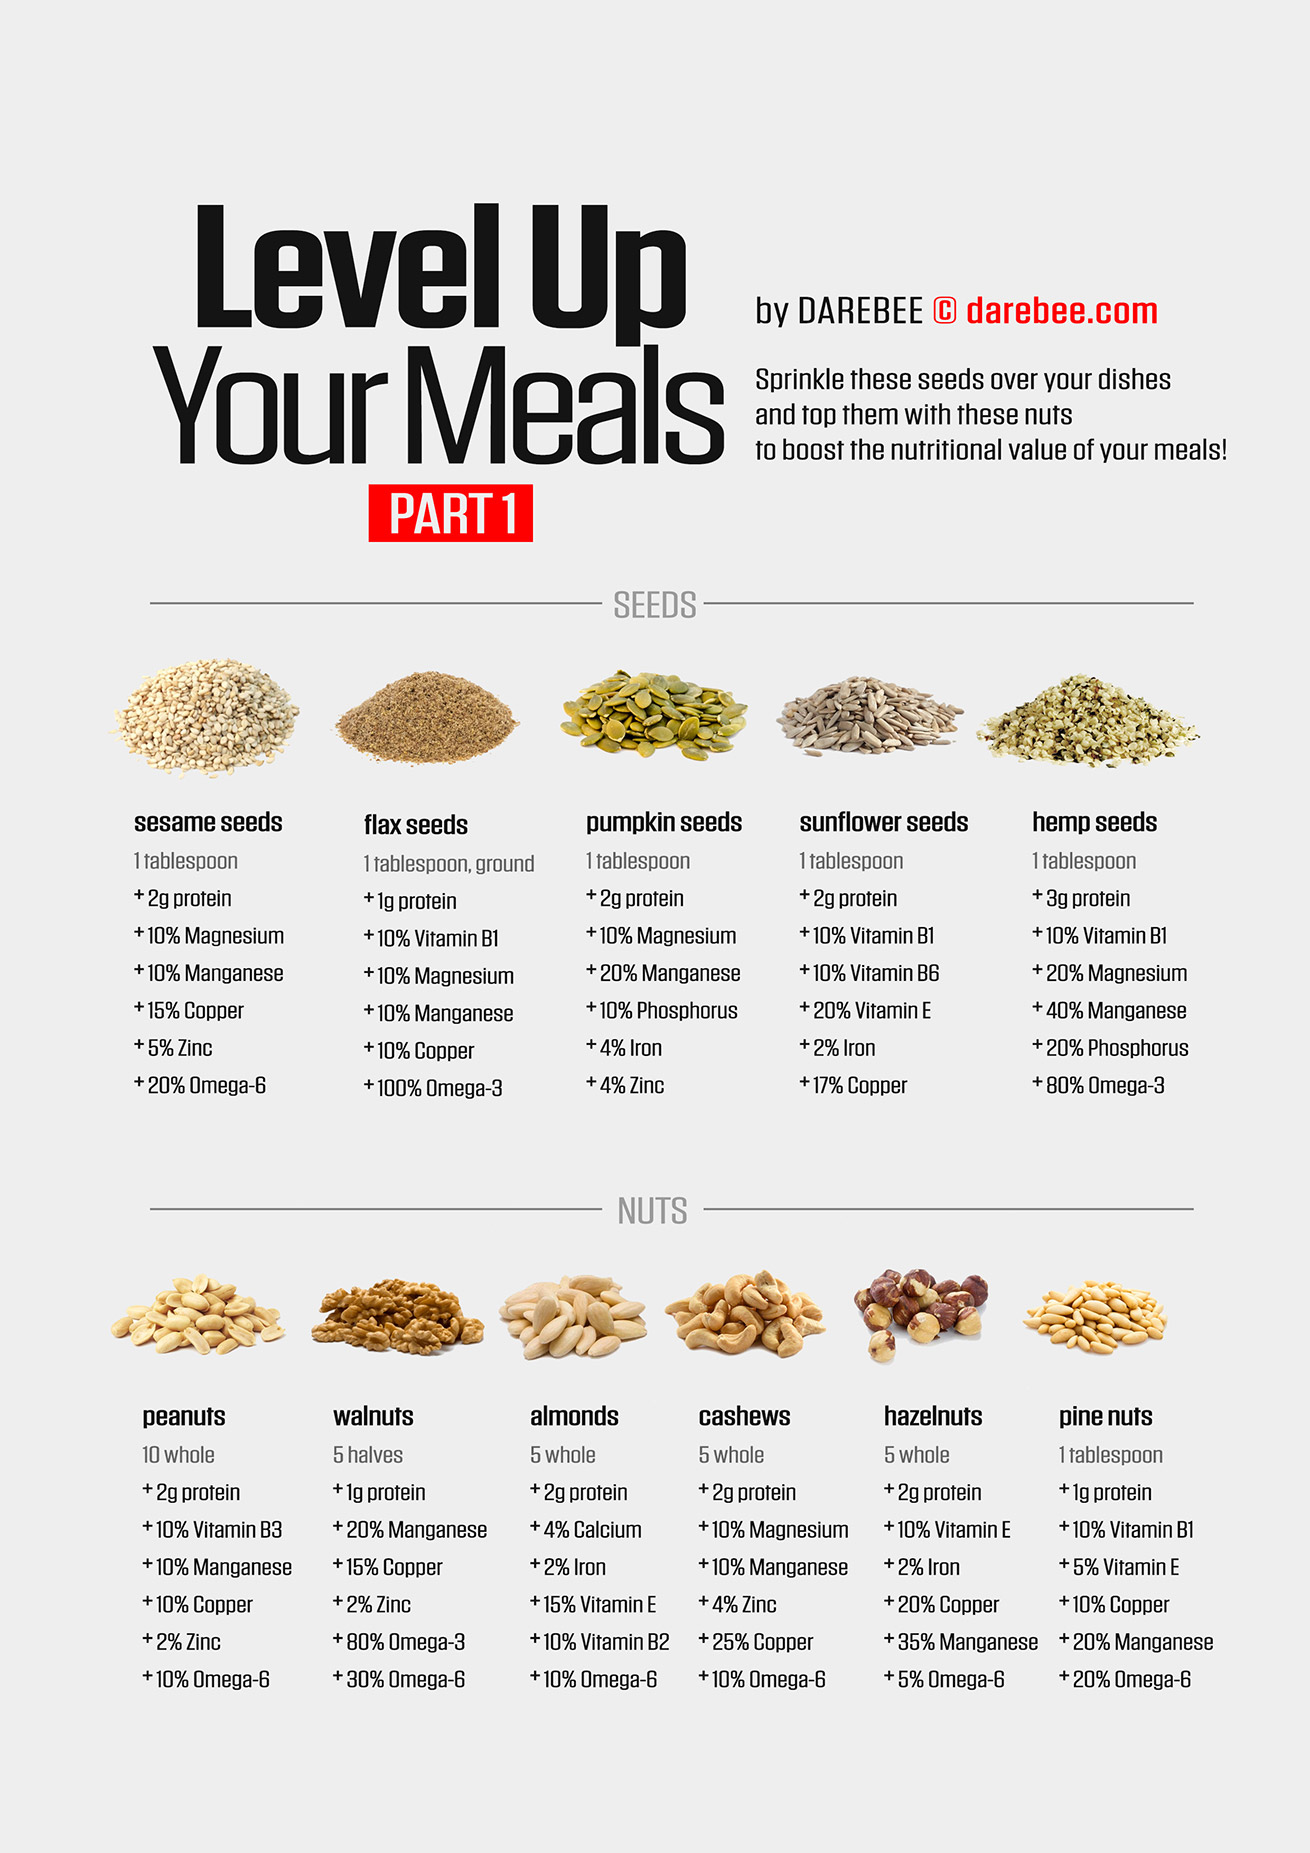 Level Up
Your Meals
PART 1
by DAREBEE © darebee.com
Sprinkle these seeds over your dishes
and top them with these nuts
to boost the nutritional value of your meals!
SEEDS
sesame seeds
1 tablespoon
+ 2g protein
+ 10% Magnesium
+ 10% Manganese
+ 15% Copper
+ 5% Zinc
+ 20% Omega-6
flax seeds
1 tablespoon, ground
+ 1g protein
+ 10% Vitamin B1
+ 10% Magnesium
+ 10% Manganese
+ 10% Copper
+ 100% Omega-3
pumpkin seeds
1 tablespoon
+ 2g protein
+ 10% Magnesium
+ 20% Manganese
+ 10% Phosphorus
+ 4% Iron
+ 4% Zinc
sunflower seeds
1 tablespoon
+ 2g protein
+ 10% Vitamin B1
+ 10% Vitamin B6
+ 20% Vitamin E
+ 2% Iron
+ 17% Copper
hemp seeds
1 tablespoon
+ 3g protein
+ 10% Vitamin B1
+ 20% Magnesium
+ 40% Manganese
+ 20% Phosphorus
+ 80% Omega-3
NUTS
peanuts
10 whole
+ 2g protein
+ 10% Vitamin B3
+ 10% Manganese
+ 10% Copper
+ 2% Zinc
+ 10% Omega-6
walnuts
5 halves
+ 1g protein
+ 20% Manganese
+ 15% Copper
+ 2% Zinc
+ 80% Omega-3
+ 30% Omega-6
almonds
5 whole
+ 2g protein
+ 4% Calcium
+ 2% Iron
+ 15% Vitamin E
+ 10% Vitamin B2
+ 10% Omega-6
cashews
5 whole
+ 2g protein
+ 10% Magnesium
+ 10% Manganese
+ 4% Zinc
+ 25% Copper
+ 10% Omega-6
hazelnuts
5 whole
+ 2g protein
+ 10% Vitamin E
+ 2% Iron
+ 20% Copper
+ 35% Manganese
+ 5% Omega-6
pine nuts
1 tablespoon
+ 1g protein
+ 10% Vitamin B1
+ 5% Vitamin E
+ 10% Copper
+ 20% Manganese
+ 20% Omega-6